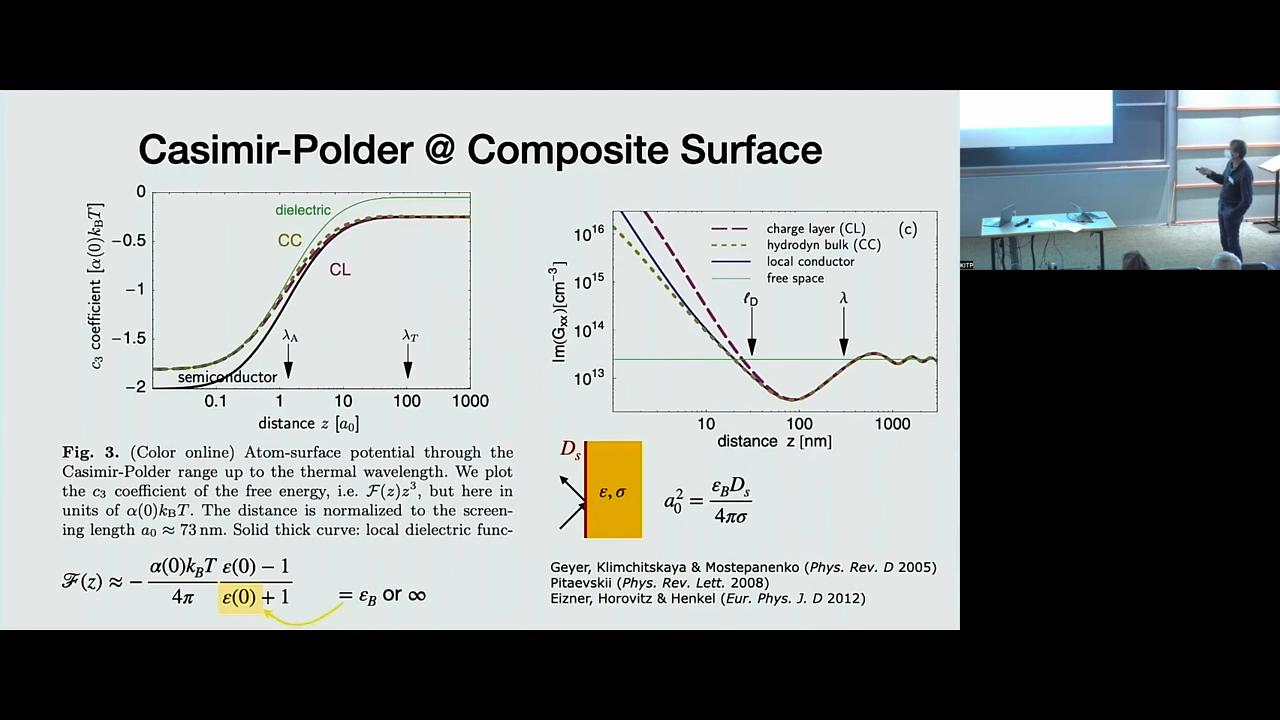 Casimir-Polder @ Composite Surface
0
−0.5
−1
−1.5
−2
c₃ coefficient [α(0)k_BT]
dielectric
CC
CL
λ_A
λ_T
semiconductor
0.1 1 10 100 1000
distance z [a₀]
Fig. 3. (Color online) Atom-surface potential through the
Casimir-Polder range up to the thermal wavelength. We plot
the c₃ coefficient of the free energy, i.e. ℱ(z)z³, but here in
units of α(0)k_BT. The distance is normalized to the screen-
ing length a₀ ≈ 73 nm. Solid thick curve: local dielectric func-
ℱ(z) ≈ − α(0)k_BT / 4π ε(0) − 1 / ε(0) + 1 = ε_B or ∞
10¹⁶
10¹⁵
10¹⁴
10¹³
Im(G_xx)[cm⁻³]
charge layer (CL) (c)
hydrodyn bulk (CC)
local conductor
free space
ℓ_D λ
10 100 1000
distance z [nm]
D_s
ε, σ
a₀² = ε_B D_s / 4πσ
Geyer, Klimchitskaya & Mostepanenko (Phys. Rev. D 2005)
Pitaevskii (Phys. Rev. Lett. 2008)
Eizner, Horovitz & Henkel (Eur. Phys. J. D 2012)
KITP